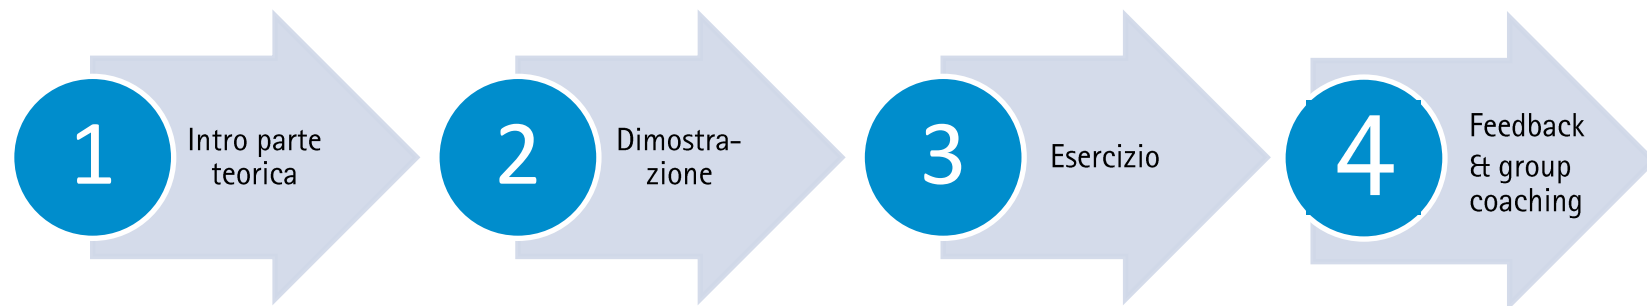 1
Intro parte
teorica
2
Dimostra-
zione
3
Esercizio
4
Feedback
& group
coaching